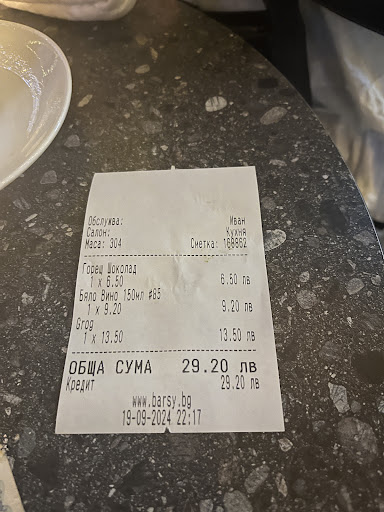 Обслужва: Иван
Салон: Кухня
Маса: 304 Сметка: 168862
Горещ Шоколад
1 x 6.50 6.50 лв
Бяло Вино 150мл #85
1 x 9.20 9.20 лв
Grog
1 x 13.50 13.50 лв
ОБЩА СУМА 29.20 лв
Кредит 29.20 лв
www.barsy.bg
19-09-2024 22:17